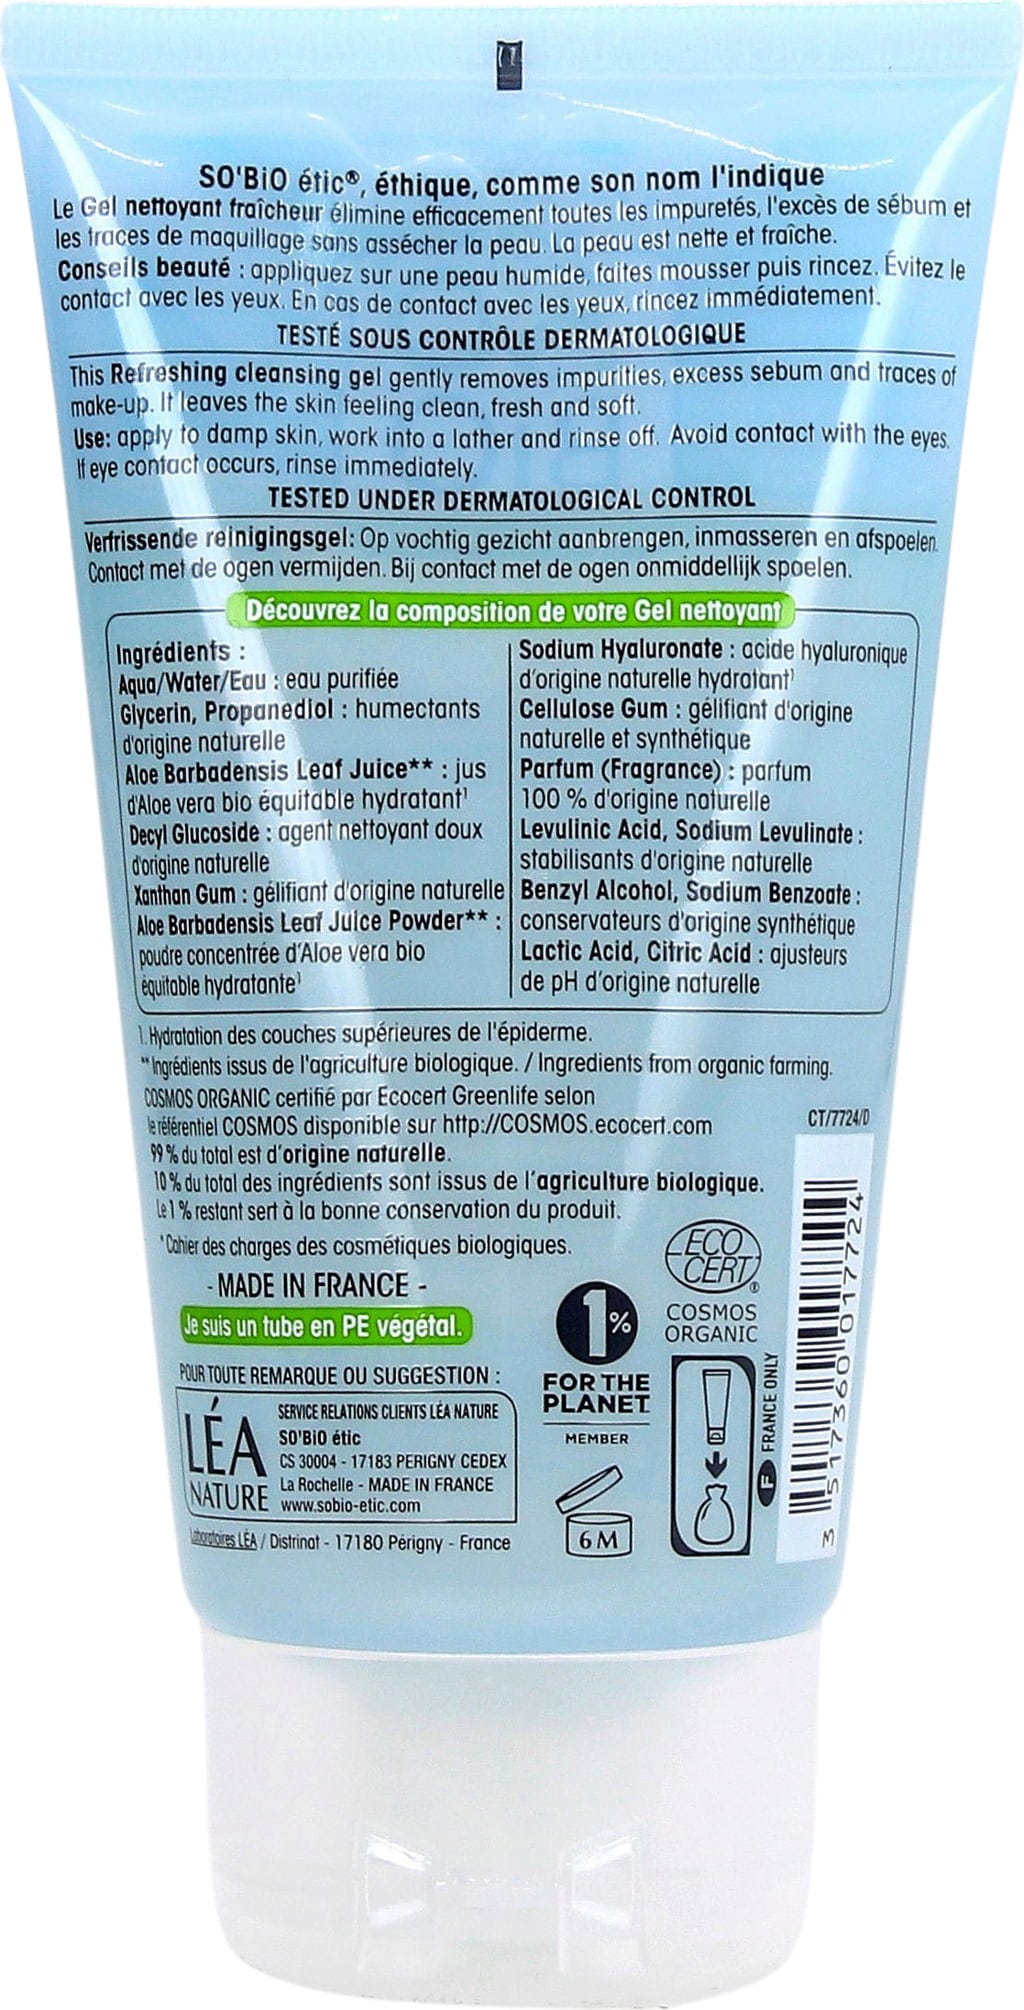 SO'BiO étic®, éthique, comme son nom l'indique
Le Gel nettoyant fraîcheur élimine efficacement toutes les impuretés, l'excès de sébum et
les traces de maquillage sans assécher la peau. La peau est nette et fraîche.
Conseils beauté : appliquez sur une peau humide, faites mousser puis rincez. Évitez le
contact avec les yeux. En cas de contact avec les yeux, rincez immédiatement.
TESTÉ SOUS CONTRÔLE DERMATOLOGIQUE
This Refreshing cleansing gel gently removes impurities, excess sebum and traces of
make-up. It leaves the skin feeling clean, fresh and soft.
Use: apply to damp skin, work into a lather and rinse off. Avoid contact with the eyes.
If eye contact occurs, rinse immediately.
TESTED UNDER DERMATOLOGICAL CONTROL
Verfrissende reinigingsgel: Op vochtig gezicht aanbrengen, inmasseren en afspoelen.
Contact met de ogen vermijden. Bij contact met de ogen onmiddellijk spoelen.
Découvrez la composition de votre Gel nettoyant
Ingrédients :
Aqua/Water/Eau : eau purifiée
Glycerin, Propanediol : humectants
d'origine naturelle
Aloe Barbadensis Leaf Juice** : jus
d'Aloe vera bio équitable hydratant¹
Decyl Glucoside : agent nettoyant doux
d'origine naturelle
Xanthan Gum : gélifiant d'origine naturelle
Aloe Barbadensis Leaf Juice Powder** :
poudre concentrée d'Aloe vera bio
équitable hydratante¹
Sodium Hyaluronate : acide hyaluronique
d'origine naturelle hydratant¹
Cellulose Gum : gélifiant d'origine
naturelle et synthétique
Parfum (Fragrance) : parfum
100 % d'origine naturelle
Levulinic Acid, Sodium Levulinate :
stabilisants d'origine naturelle
Benzyl Alcohol, Sodium Benzoate :
conservateurs d'origine synthétique
Lactic Acid, Citric Acid : ajusteurs
de pH d'origine naturelle
1. Hydratation des couches supérieures de l'épiderme.
**Ingrédients issus de l'agriculture biologique. / Ingredients from organic farming.
COSMOS ORGANIC certifié par Ecocert Greenlife selon
le référentiel COSMOS disponible sur http://COSMOS.ecocert.com
99 % du total est d'origine naturelle.
10 % du total des ingrédients sont issus de l'agriculture biologique.
Le 1 % restant sert à la bonne conservation du produit.
*Cahier des charges des cosmétiques biologiques.
- MADE IN FRANCE -
Je suis un tube en PE végétal.
POUR TOUTE REMARQUE OU SUGGESTION :
LÉA
NATURE
SERVICE RELATIONS CLIENTS LÉA NATURE
SO'BiO étic
CS 30004 - 17183 PERIGNY CEDEX
La Rochelle - MADE IN FRANCE
www.sobio-etic.com
Laboratoires LÉA / Distrinat - 17180 Périgny - France
1%
FOR THE
PLANET
MEMBER
6 M
ECO
CERT®
COSMOS
ORGANIC
F FRANCE ONLY
CT/7724/D
3 517360 017724